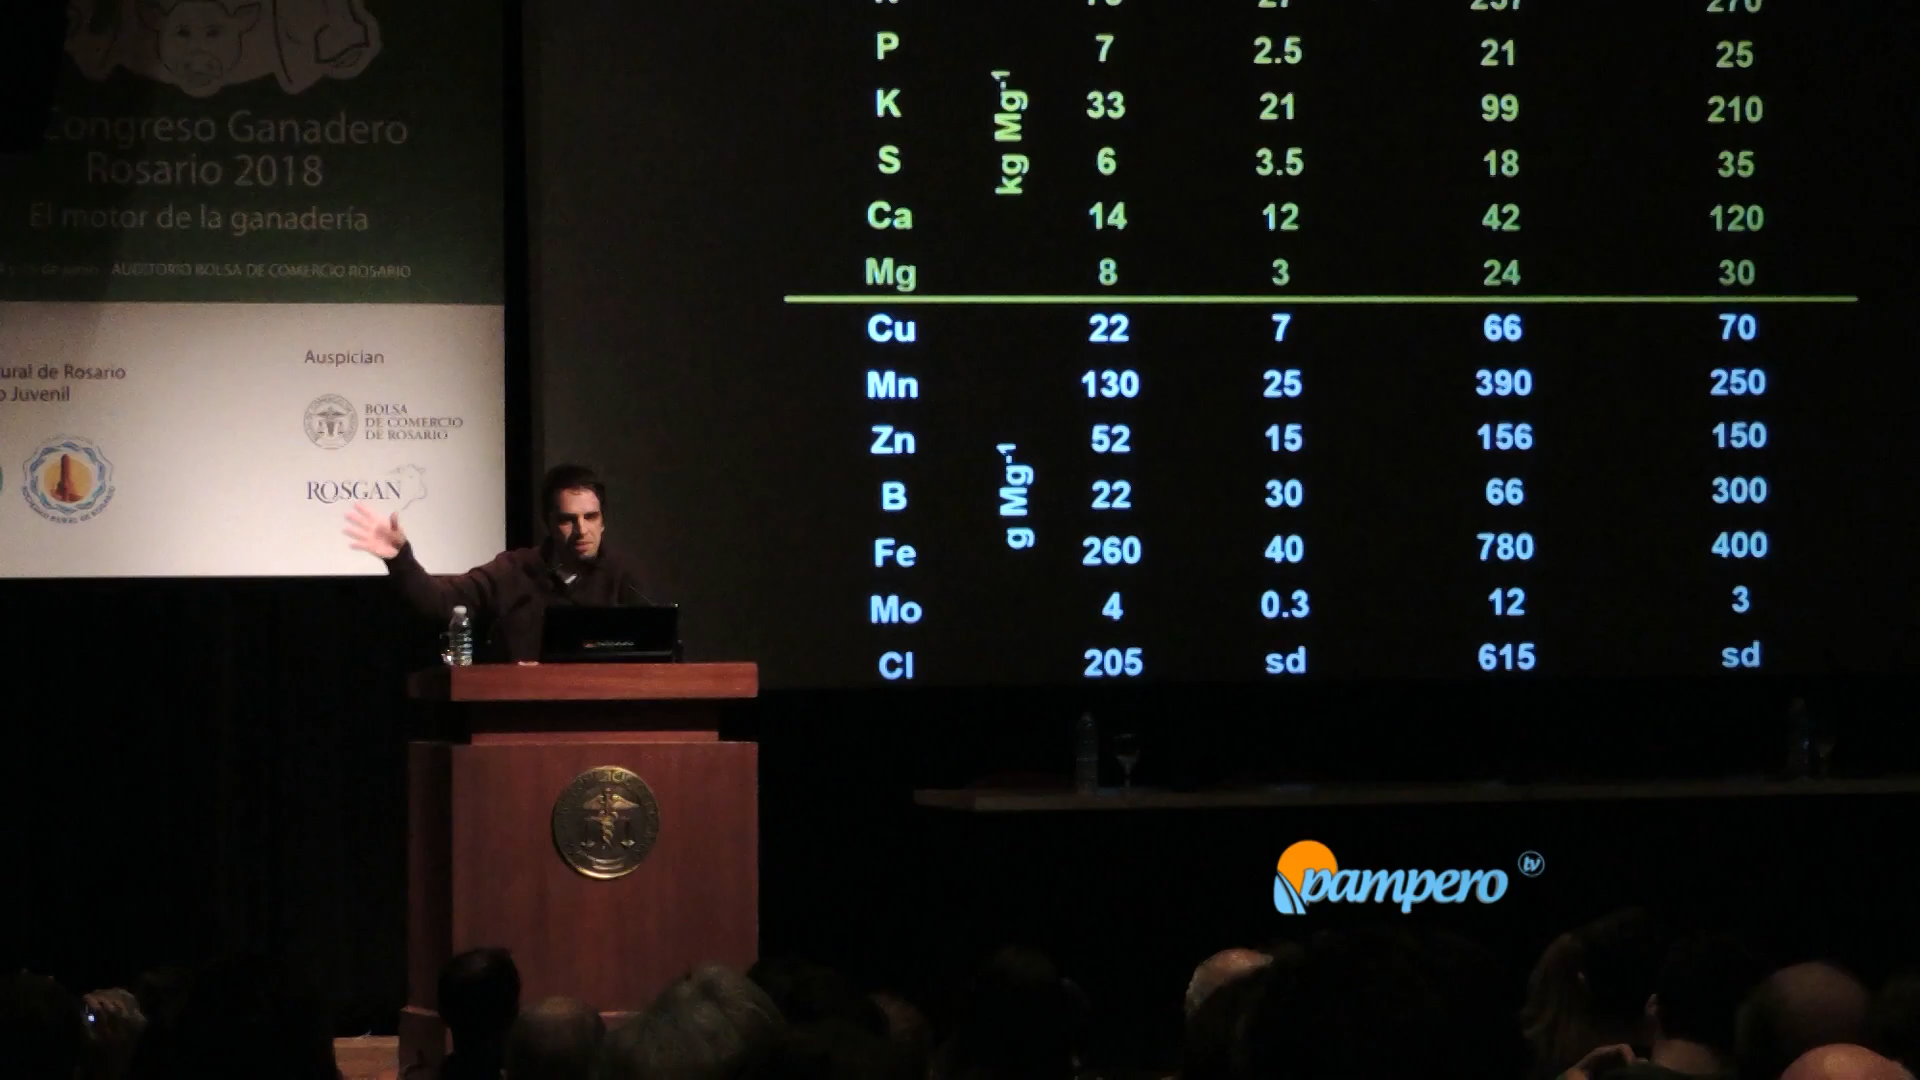 Congreso Ganadero
Rosario 2018
El motor de la ganadería
AUDITORIO BOLSA DE COMERCIO ROSARIO
ural de Rosario
o Juvenil
Auspician
BOLSA
DE COMERCIO
DE ROSARIO
ROSGAN
P 7 2.5 21 25
K 33 21 99 210
S 6 3.5 18 35
Ca 14 12 42 120
Mg 8 3 24 30
kg Mg⁻¹
Cu 22 7 66 70
Mn 130 25 390 250
Zn 52 15 156 150
B 22 30 66 300
Fe 260 40 780 400
Mo 4 0.3 12 3
Cl 205 sd 615 sd
g Mg⁻¹
pampero tv